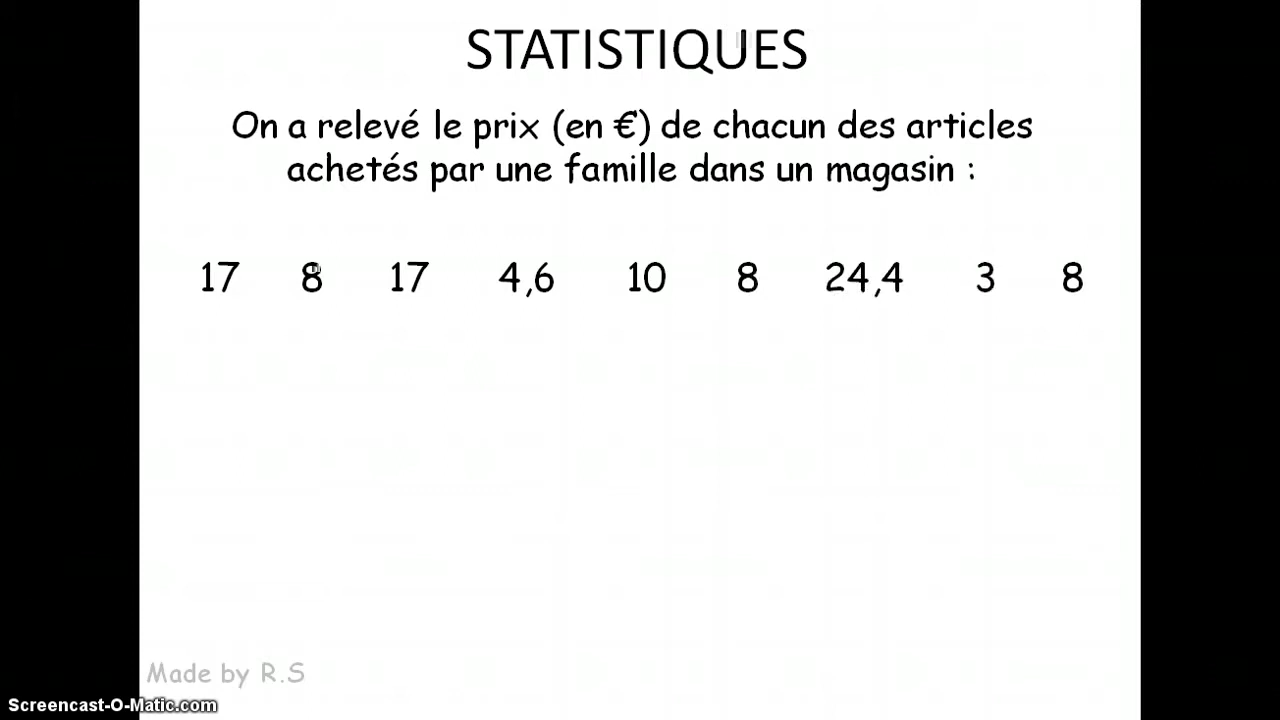 STATISTIQUES
On a relevé le prix (en €) de chacun des articles
achetés par une famille dans un magasin :
17 8 17 4,6 10 8 24,4 3 8
Made by R.S
Screencast-O-Matic.com